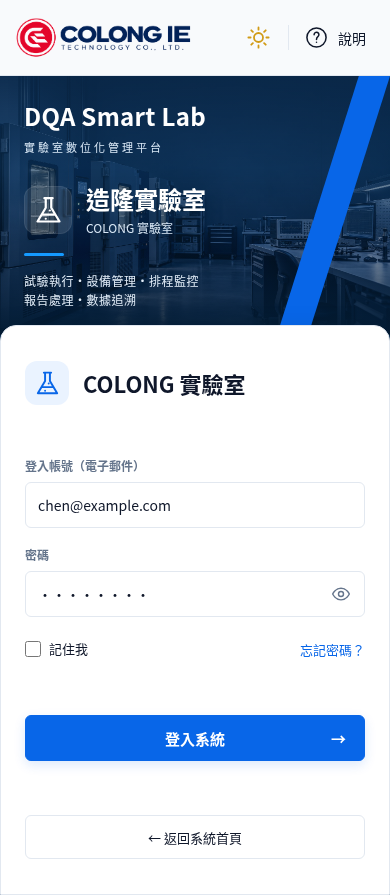 COLONG IE
TECHNOLOGY CO., LTD.
說明
DQA Smart Lab
實驗室數位化管理平台
造隆實驗室
COLONG 實驗室
試驗執行・設備管理・排程監控
報告處理・數據追溯
COLONG 實驗室
登入帳號（電子郵件）
chen@example.com
密碼
記住我
忘記密碼？
登入系統 →
← 返回系統首頁